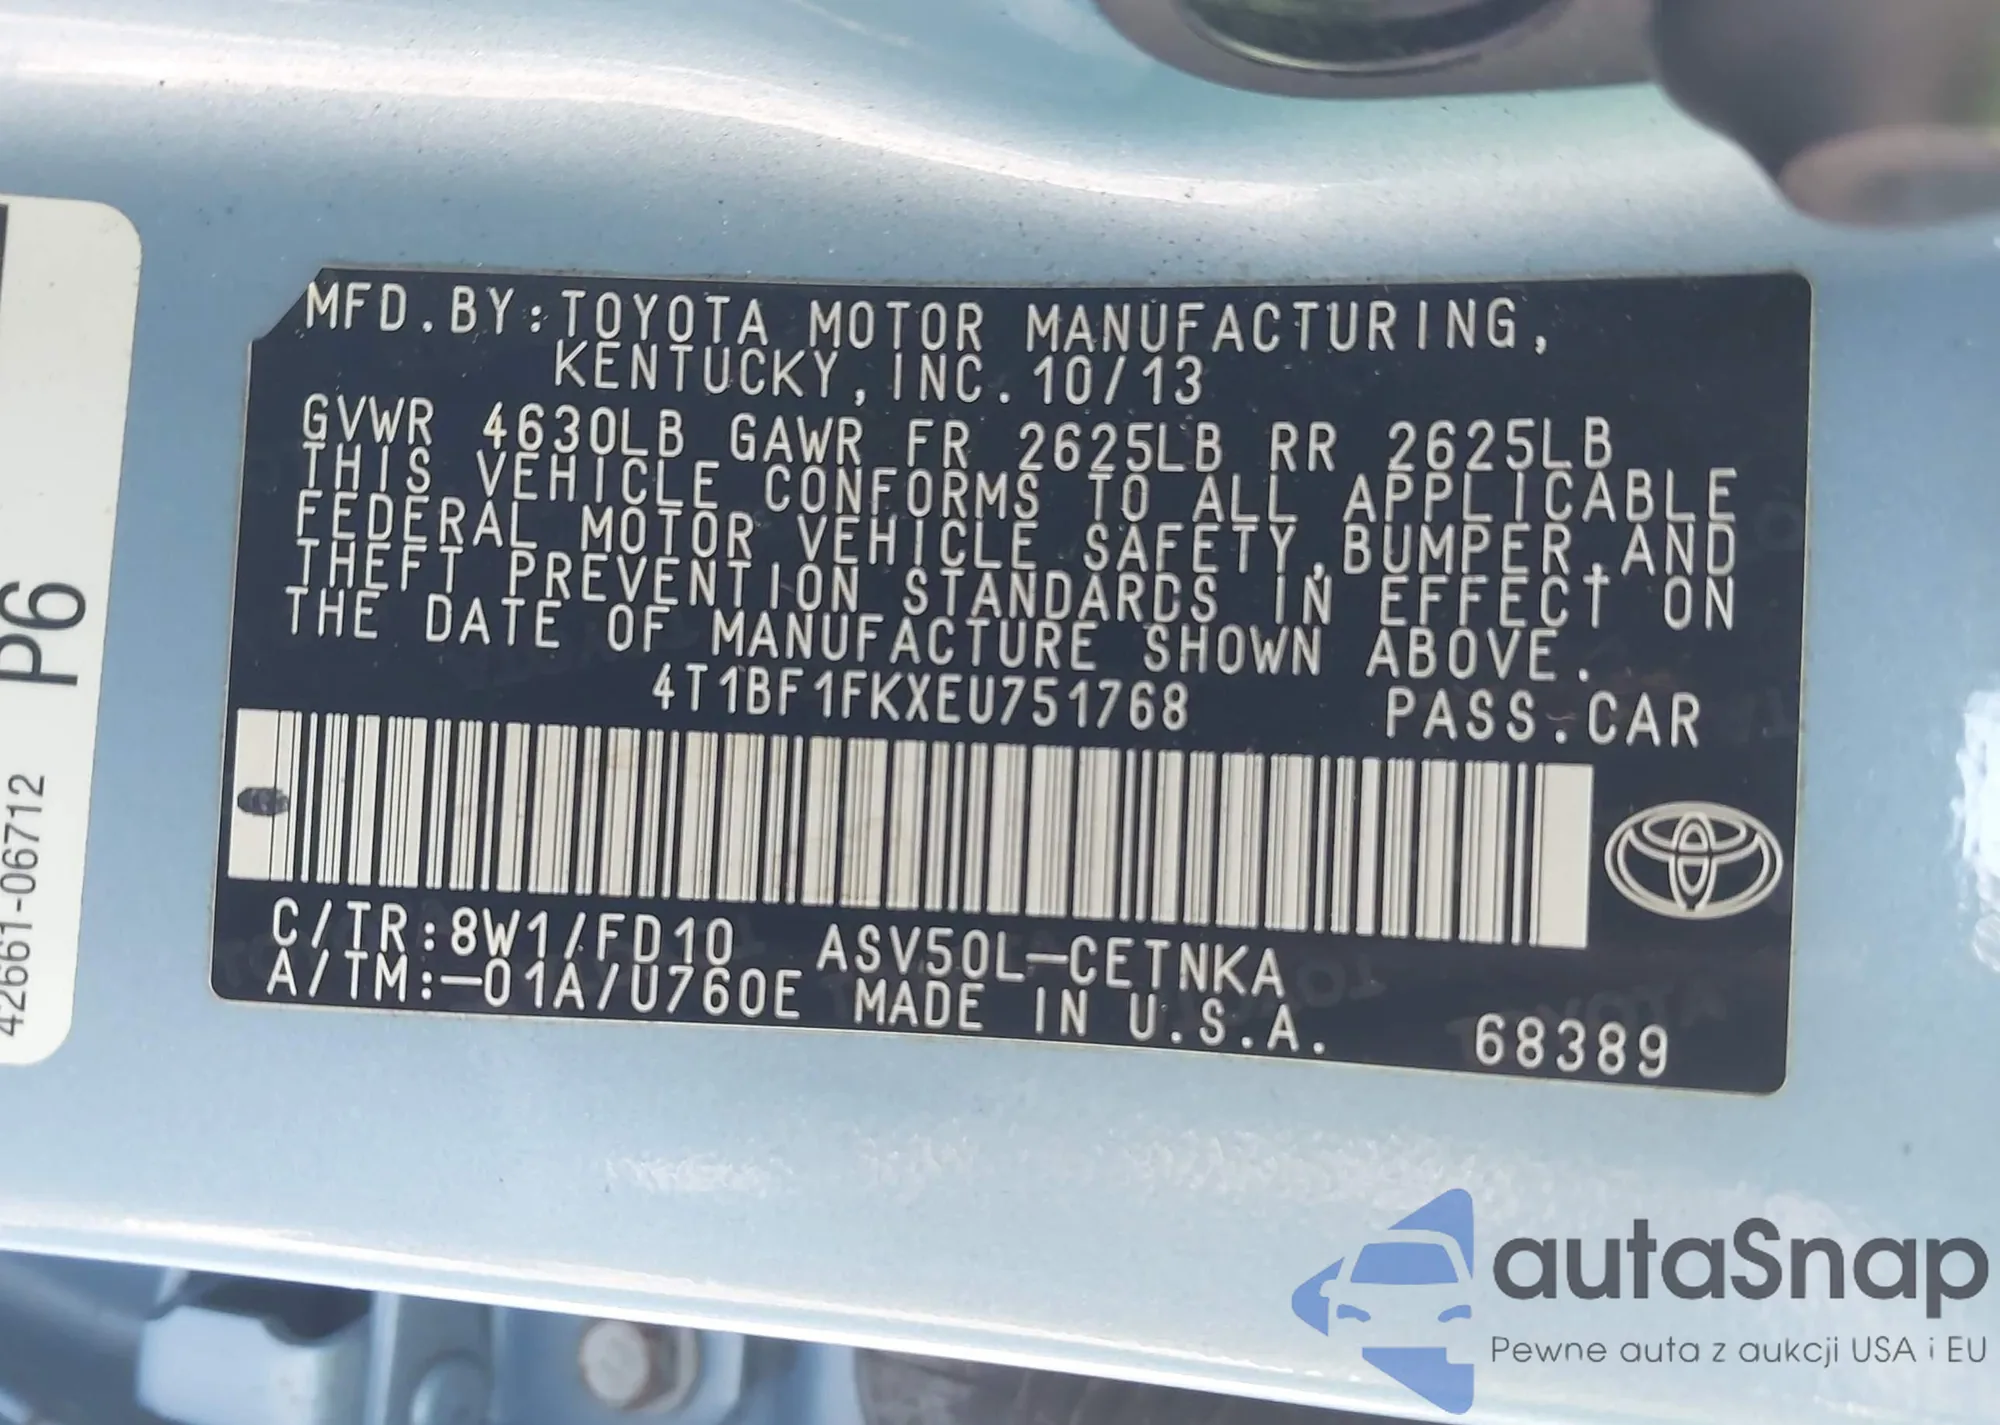 MFD.BY:TOYOTA MOTOR MANUFACTURING,
KENTUCKY,INC.10/13
GVWR 4630LB GAWR FR 2625LB RR 2625LB
THIS VEHICLE CONFORMS TO ALL APPLICABLE
FEDERAL MOTOR VEHICLE SAFETY,BUMPER,AND
THEFT PREVENTION STANDARDS IN EFFECT ON
THE DATE OF MANUFACTURE SHOWN ABOVE.
4T1BF1FKXEU751768 PASS.CAR
C/TR:8W1/FD10 ASV50L-CETNKA
A/TM:-01A/U760E MADE IN U.S.A. 68389
42661-06712 P6
autaSnap
Pewne auta z aukcji USA i EU